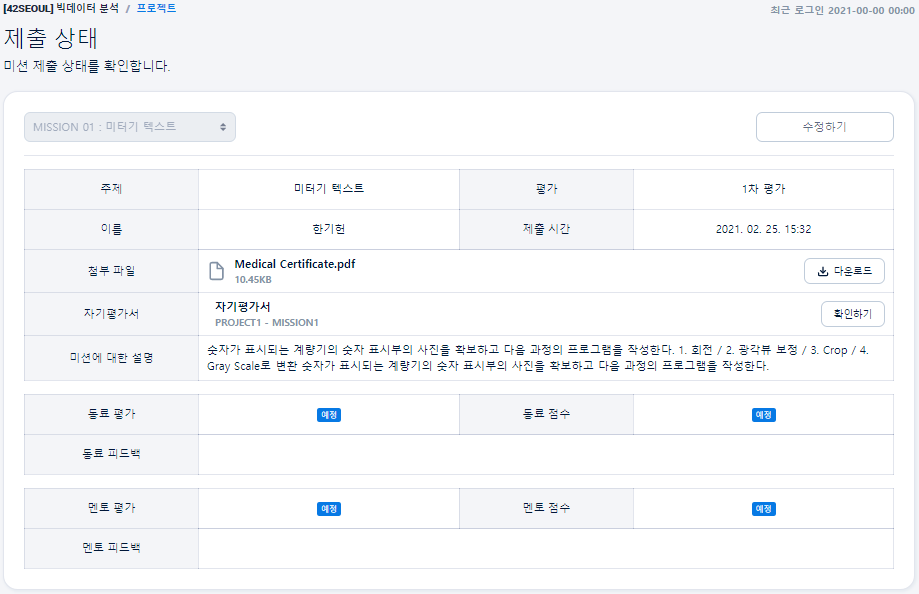 [42SEOUL] 빅데이터 분석 / 프로젝트
최근 로그인 2021-00-00 00:00
제출 상태
미션 제출 상태를 확인합니다.
MISSION 01 : 미터기 텍스트
수정하기
주제 미터기 텍스트 평가 1차 평가
이름 한기헌 제출 시간 2021. 02. 25. 15:32
첨부 파일 Medical Certificate.pdf
10.45KB
다운로드
자기평가서 자기평가서
PROJECT1 - MISSION1
확인하기
미션에 대한 설명 숫자가 표시되는 계량기의 숫자 표시부의 사진을 확보하고 다음 과정의 프로그램을 작성한다. 1. 회전 / 2. 광각뷰 보정 / 3. Crop / 4.
Gray Scale로 변환 숫자가 표시되는 계량기의 숫자 표시부의 사진을 확보하고 다음 과정의 프로그램을 작성한다.
동료 평가 예정 동료 점수 예정
동료 피드백
멘토 평가 예정 멘토 점수 예정
멘토 피드백